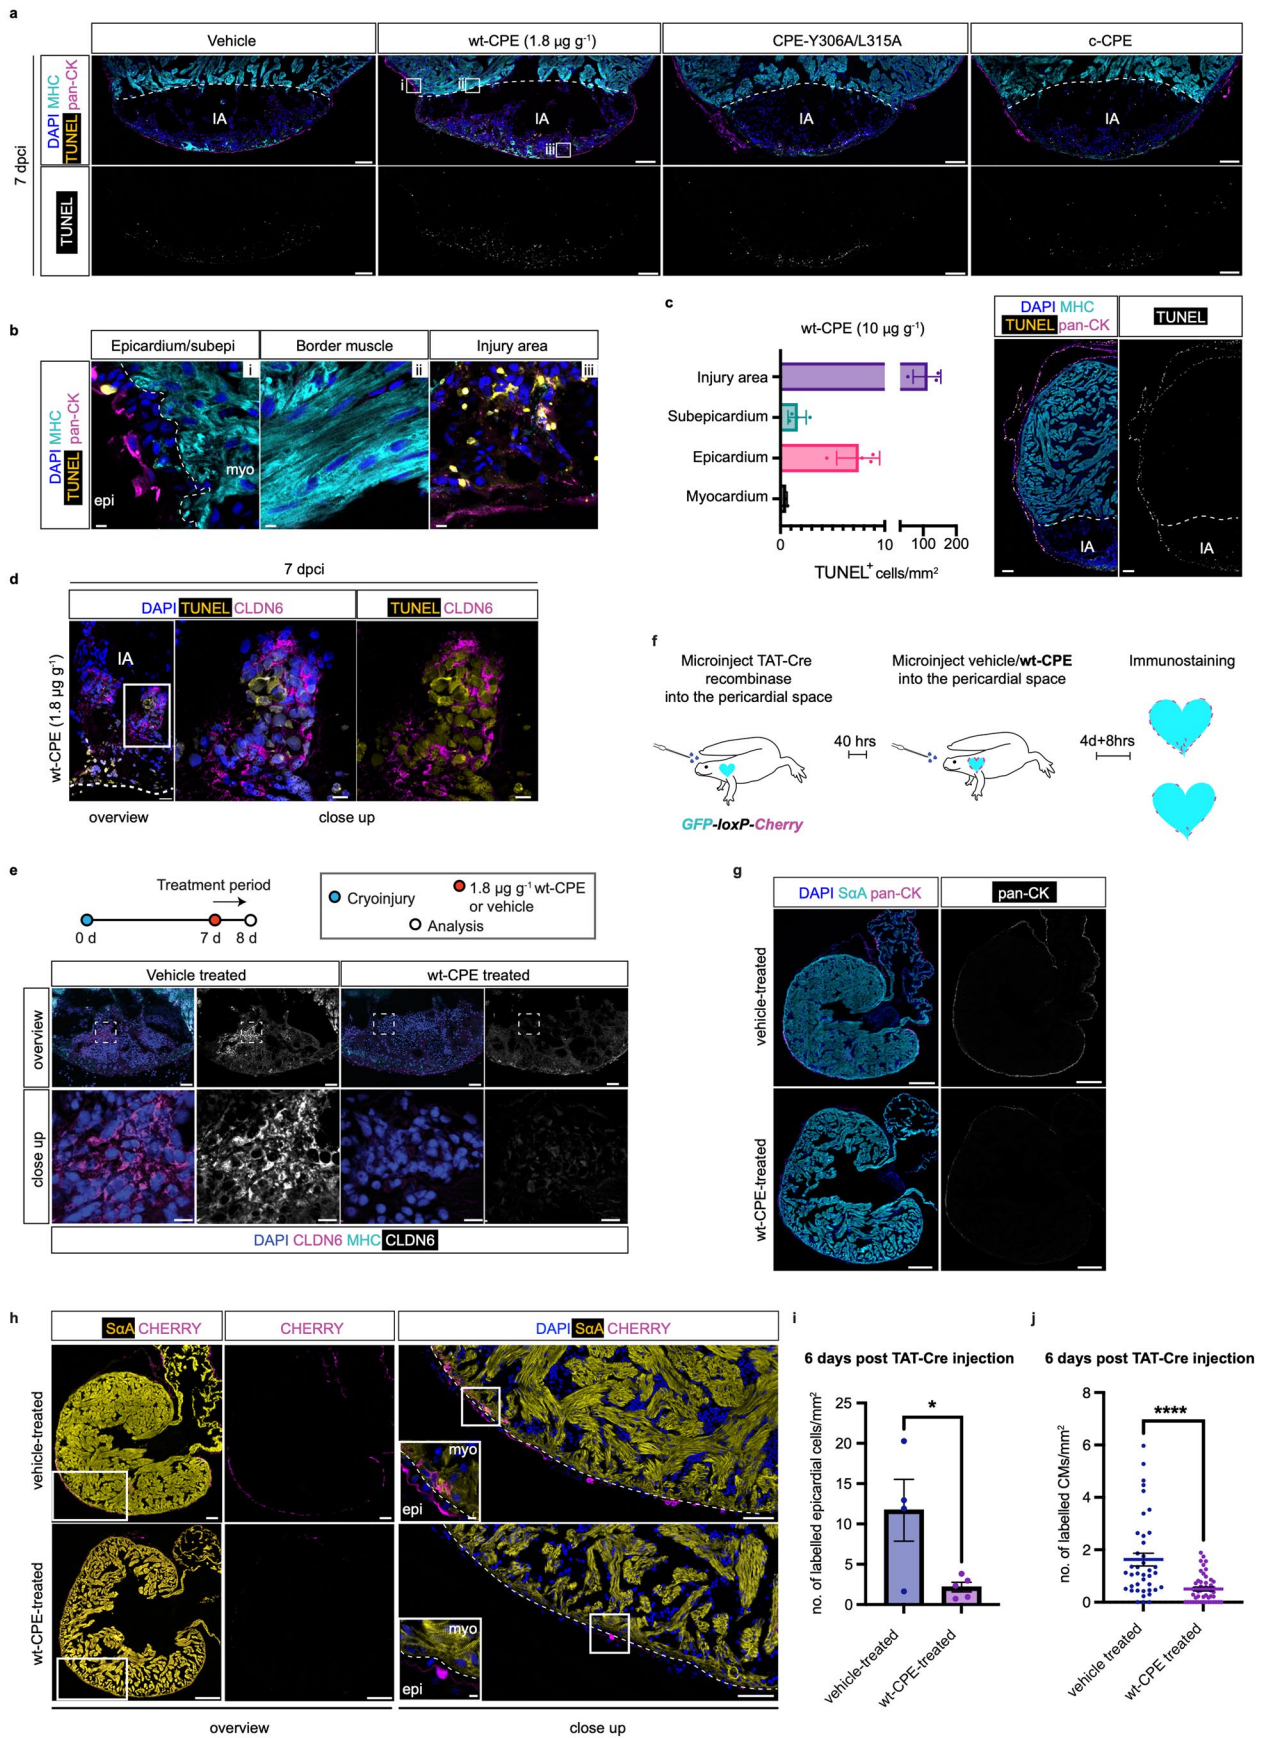 a
Vehicle
wt-CPE (1.8 µg g⁻¹)
CPE-Y306A/L315A
c-CPE
7 dpci
DAPI MHC
TUNEL pan-CK
IA
i
ii
IA
iii
IA
IA
TUNEL
b
Epicardium/subepi
Border muscle
Injury area
DAPI MHC
TUNEL pan-CK
i
epi
myo
ii
iii
c
wt-CPE (10 µg g⁻¹)
Injury area
Subepicardium
Epicardium
Myocardium
0
10
100
200
TUNEL⁺ cells/mm²
DAPI MHC
TUNEL pan-CK
TUNEL
IA
IA
d
7 dpci
DAPI TUNEL CLDN6
TUNEL CLDN6
wt-CPE (1.8 µg g⁻¹)
IA
overview
close up
e
Treatment period
0 d
7 d
8 d
Cryoinjury
1.8 µg g⁻¹ wt-CPE
or vehicle
Analysis
Vehicle treated
wt-CPE treated
overview
close up
DAPI CLDN6 MHC CLDN6
f
Microinject TAT-Cre
recombinase
into the pericardial space
Microinject vehicle/wt-CPE
into the pericardial space
Immunostaining
40 hrs
4d+8hrs
GFP-loxP-Cherry
g
DAPI SαA pan-CK
pan-CK
vehicle-treated
wt-CPE-treated
h
SαA CHERRY
CHERRY
DAPI SαA CHERRY
vehicle-treated
myo
epi
wt-CPE-treated
myo
epi
overview
close up
i
6 days post TAT-Cre injection
no. of labelled epicardial cells/mm²
25
20
15
10
5
0
*
vehicle-treated
wt-CPE-treated
j
6 days post TAT-Cre injection
no. of labelled CMs/mm²
8
6
4
2
0
****
vehicle treated
wt-CPE treated